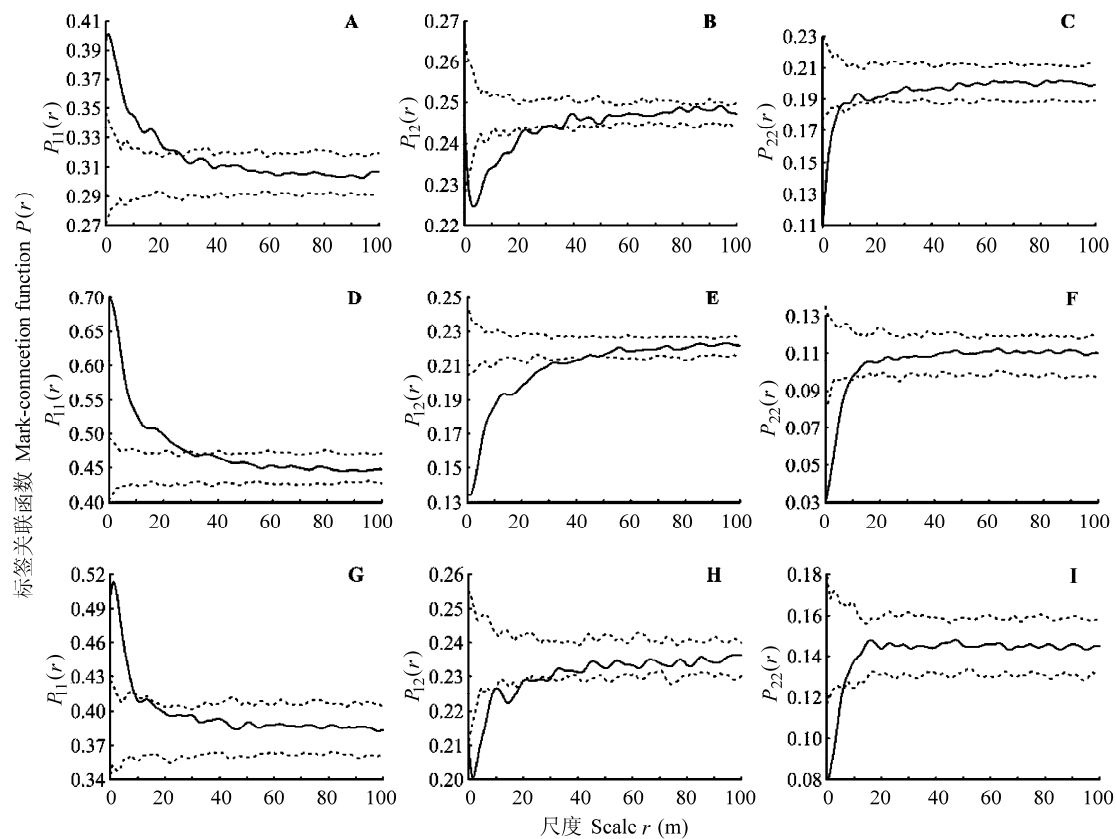 A
B
C
0.41
0.39
0.37
0.35
0.33
0.31
0.29
0.27
P11(r)
0 20 40 60 80 100
0.26
0.25
0.24
0.23
0.22
P12(r)
0 20 40 60 80 100
0.23
0.21
0.19
0.17
0.15
0.13
0.11
P22(r)
0 20 40 60 80 100
标签关联函数 Mark-conncetion function P(r)
D
E
F
0.70
0.65
0.60
0.55
0.50
0.45
0.40
P11(r)
0 20 40 60 80 100
0.25
0.23
0.21
0.19
0.17
0.15
0.13
P12(r)
0 20 40 60 80 100
0.13
0.11
0.09
0.07
0.05
0.03
P22(r)
0 20 40 60 80 100
G
H
I
0.52
0.49
0.46
0.43
0.40
0.37
0.34
P11(r)
0 20 40 60 80 100
0.26
0.25
0.24
0.23
0.22
0.21
0.20
P12(r)
0 20 40 60 80 100
0.18
0.16
0.14
0.12
0.10
0.08
P22(r)
0 20 40 60 80 100
尺度 Scale r (m)